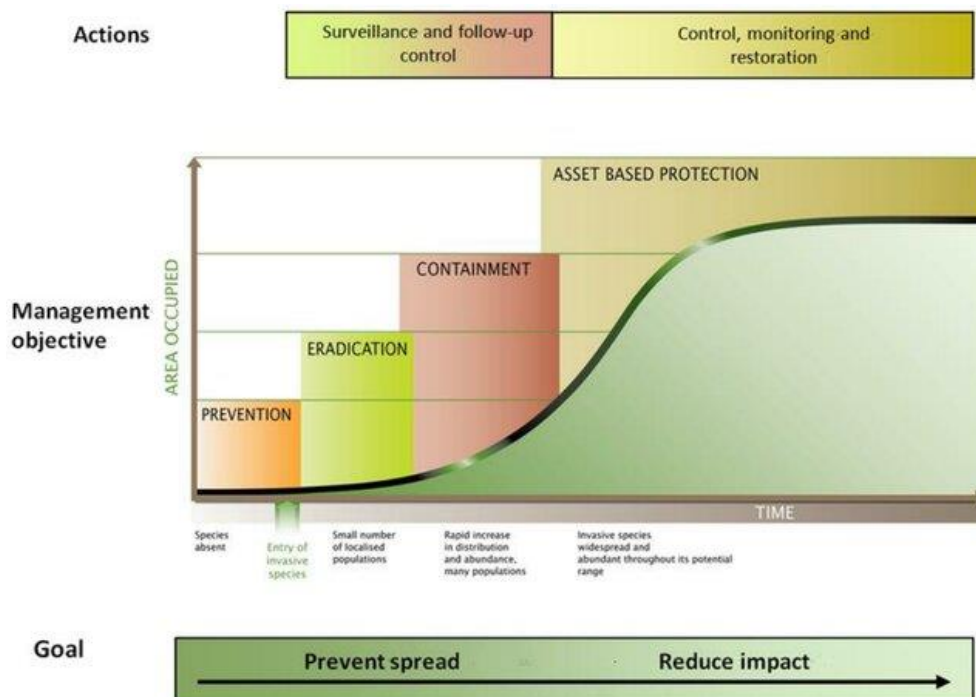 Actions
Surveillance and follow-up
control
Control, monitoring and
restoration
ASSET BASED PROTECTION
CONTAINMENT
Management
objective
AREA OCCUPIED
ERADICATION
PREVENTION
TIME
Species
absent
Entry of
invasive
species
Small number
of localised
populations
Rapid increase
in distribution
and abundance,
many populations
Invasive species
widespread and
abundant throughout its potential
range
Goal
Prevent spread
Reduce impact